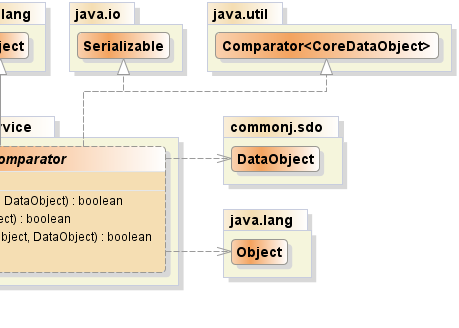 lang
java.io
java.util
ject
Serializable
Comparator<CoreDataObject>
rvice
commonj.sdo
omparator
DataObject
, DataObject) : boolean
ect) : boolean
bject, DataObject) : boolean
java.lang
Object